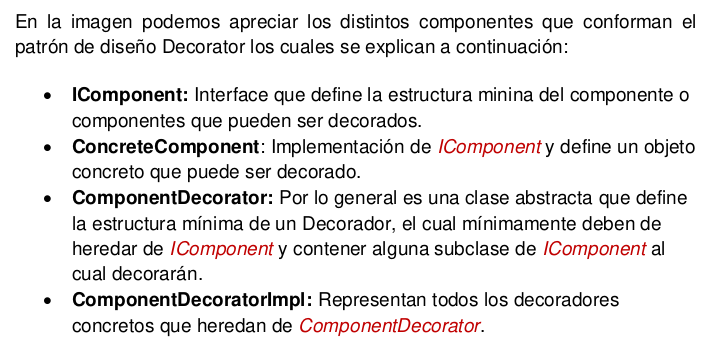 En la imagen podemos apreciar los distintos componentes que conforman el
patrón de diseño Decorator los cuales se explican a continuación:
• IComponent: Interface que define la estructura minina del componente o
componentes que pueden ser decorados.
• ConcreteComponent: Implementación de IComponent y define un objeto
concreto que puede ser decorado.
• ComponentDecorator: Por lo general es una clase abstracta que define
la estructura mínima de un Decorador, el cual mínimamente deben de
heredar de IComponent y contener alguna subclase de IComponent al
cual decorarán.
• ComponentDecoratorImpl: Representan todos los decoradores
concretos que heredan de ComponentDecorator.